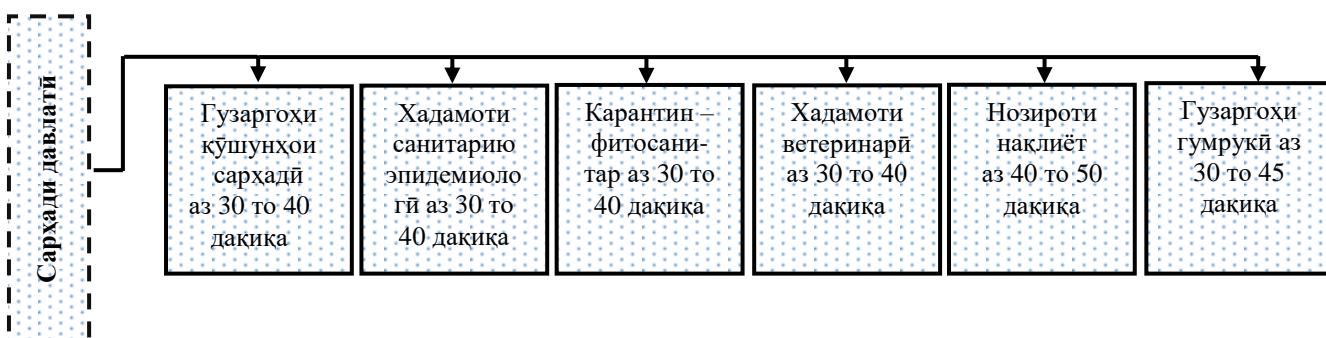 Сарҳади давлатӣ
Гузаргоҳи
қӯшунҳои
сарҳадӣ
аз 30 то 40
дақиқа
Хадамоти
санитарию
эпидемиоло
гӣ аз 30 то
40 дақиқа
Карантин –
фитосани-
тар аз 30 то
40 дақиқа
Хадамоти
ветеринарӣ
аз 30 то 40
дақиқа
Нозироти
нақлиёт
аз 40 то 50
дақиқа
Гузаргоҳи
гумрукӣ аз
30 то 45
дақиқа